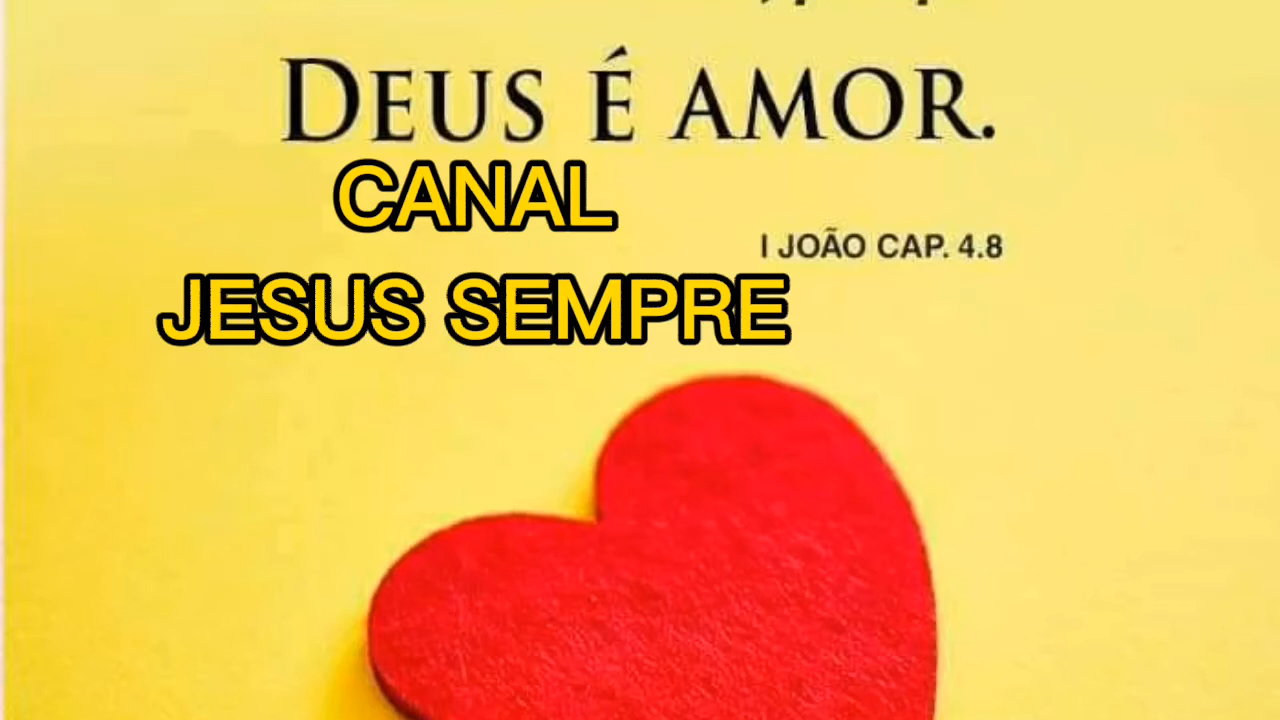 DEUS É AMOR.
CANAL
I JOÃO CAP. 4.8
JESUS SEMPRE